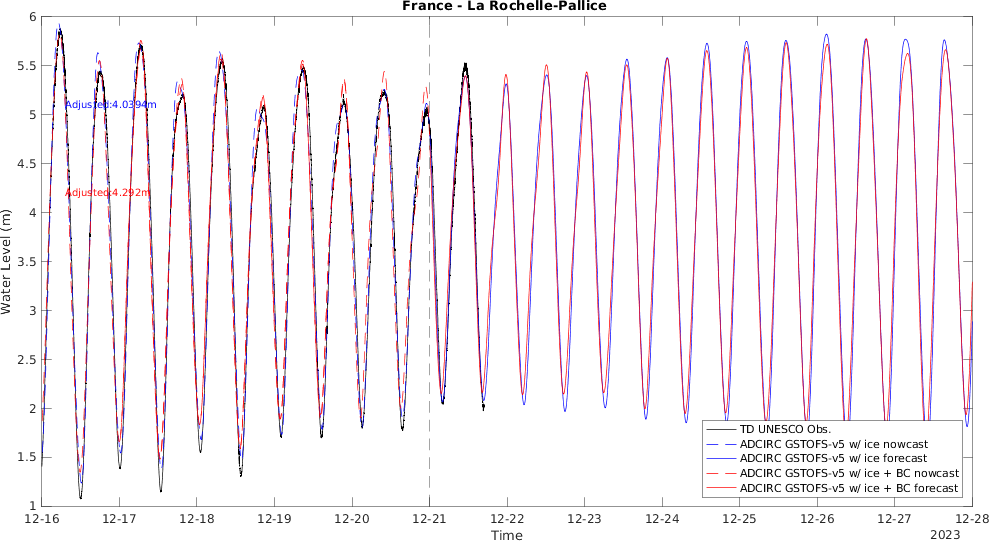 France - La Rochelle-Pallice
6
5.5
5
4.5
4
3.5
3
2.5
2
1.5
1
Water Level (m)
Adjusted:4.0394m
Adjusted:4.292m
TD UNESCO Obs.
ADCIRC GSTOFS-v5 w/ ice nowcast
ADCIRC GSTOFS-v5 w/ ice forecast
ADCIRC GSTOFS-v5 w/ ice + BC nowcast
ADCIRC GSTOFS-v5 w/ ice + BC forecast
12-16 12-17 12-18 12-19 12-20 12-21 12-22 12-23 12-24 12-25 12-26 12-27 12-28
Time
2023